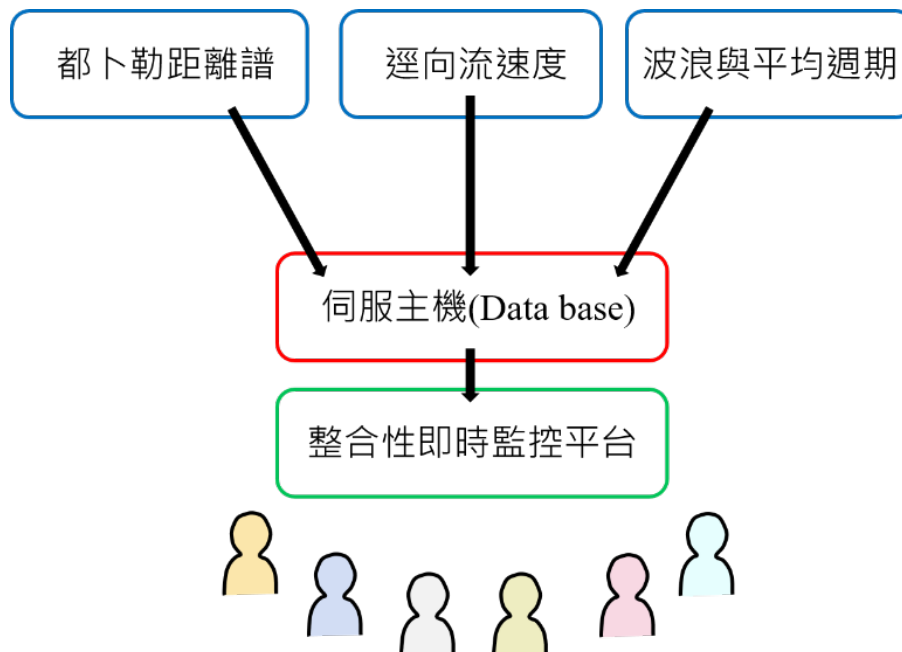 都卜勒距離譜
逕向流速度
波浪與平均週期
伺服主機(Data base)
整合性即時監控平台